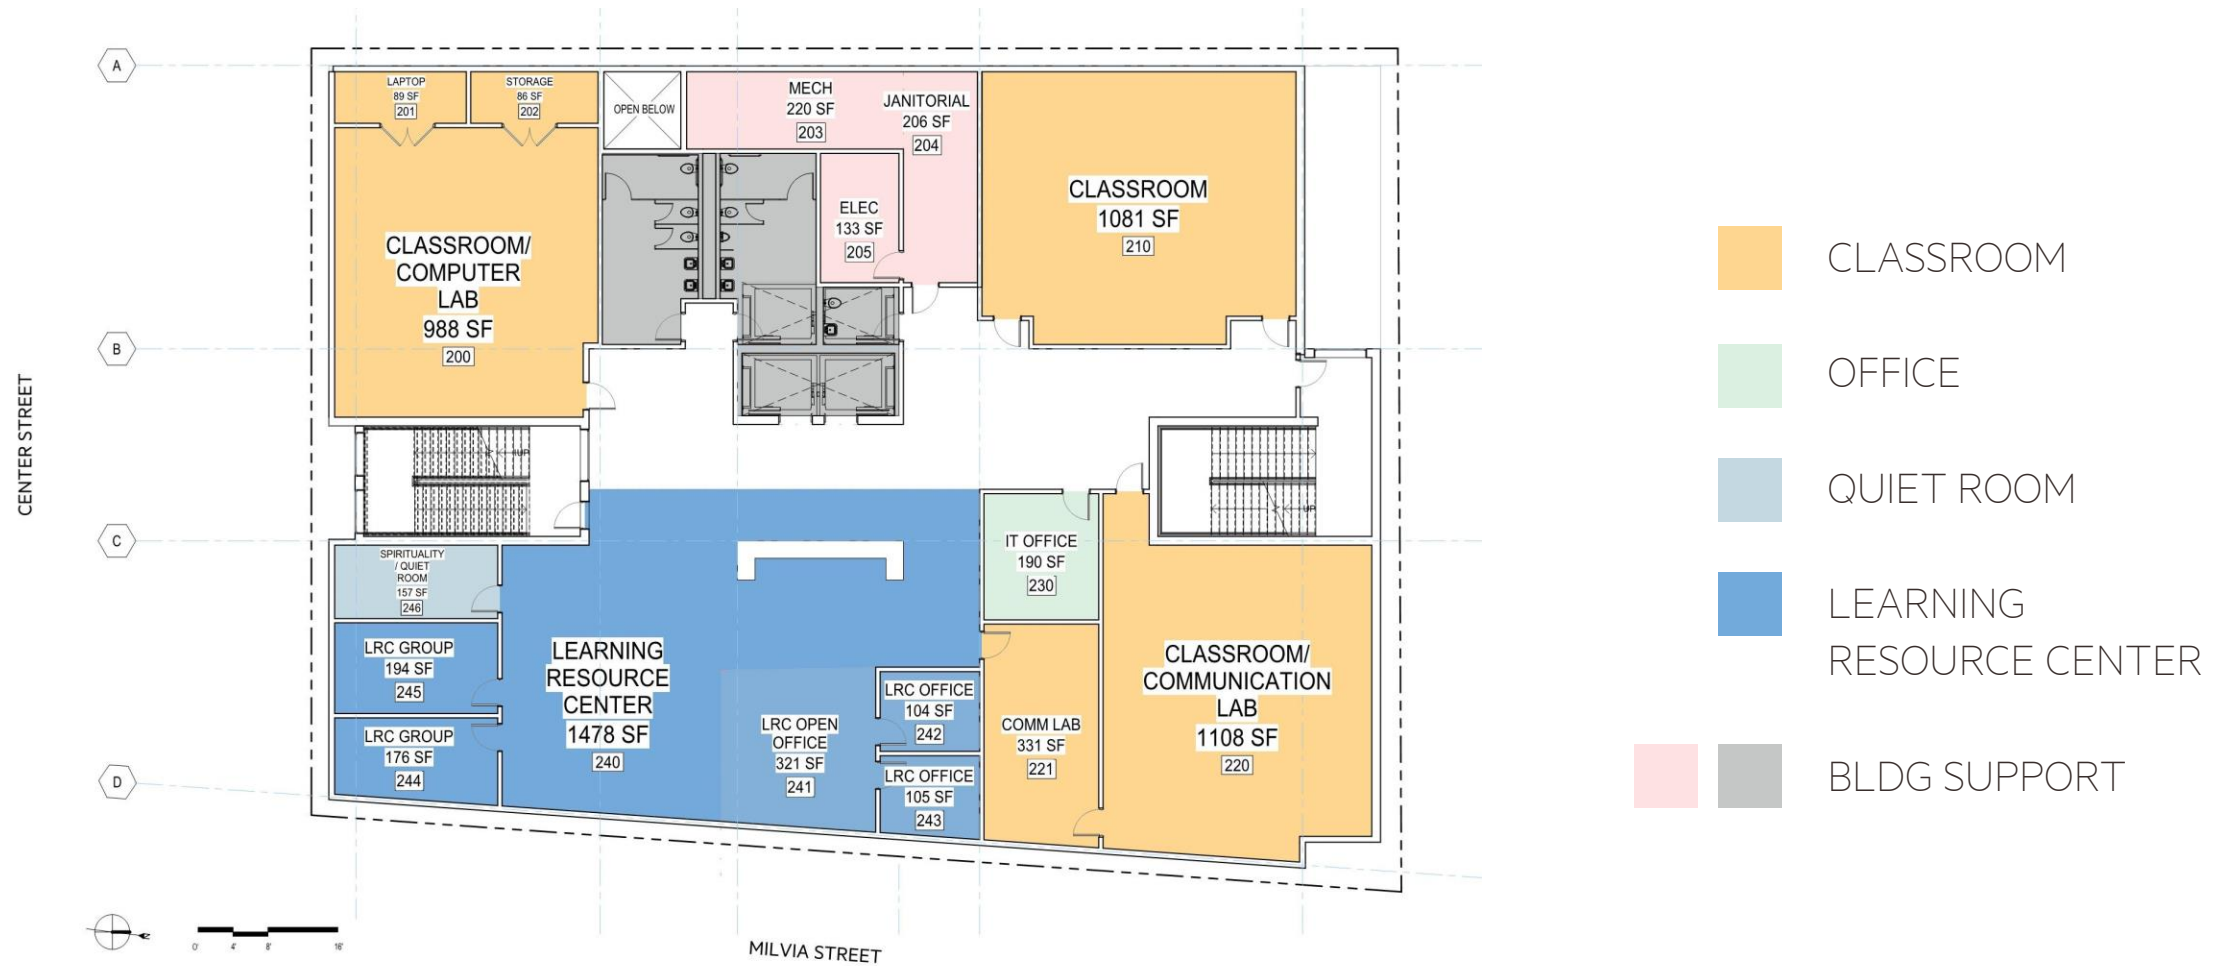 A
B
C
D
CENTER STREET
MILVIA STREET
LAPTOP
89 SF
201
STORAGE
86 SF
202
OPEN BELOW
MECH
220 SF
203
JANITORIAL
206 SF
204
ELEC
133 SF
205
CLASSROOM
1081 SF
210
CLASSROOM/
COMPUTER
LAB
988 SF
200
UP
UP
SPIRITUALITY
/ QUIET
ROOM
157 SF
246
LRC GROUP
194 SF
245
LRC GROUP
176 SF
244
LEARNING
RESOURCE
CENTER
1478 SF
240
LRC OPEN
OFFICE
321 SF
241
LRC OFFICE
104 SF
242
LRC OFFICE
105 SF
243
IT OFFICE
190 SF
230
COMM LAB
331 SF
221
CLASSROOM/
COMMUNICATION
LAB
1108 SF
220
N
0' 4' 8' 16'
CLASSROOM
OFFICE
QUIET ROOM
LEARNING
RESOURCE CENTER
BLDG SUPPORT